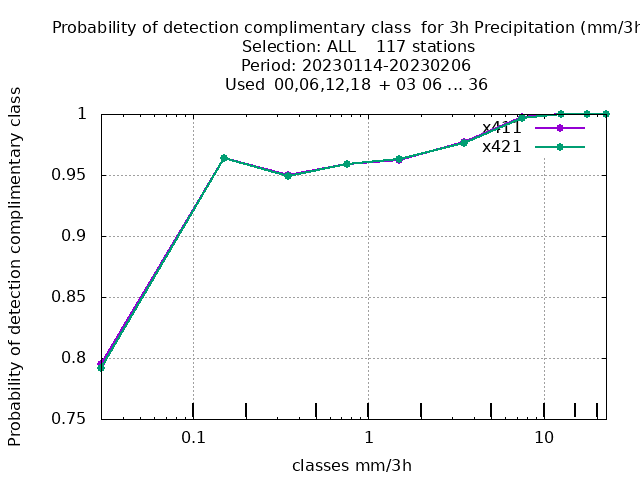 Probability of detection complimentary class for 3h Precipitation (mm/3h
Selection: ALL 117 stations
Period: 20230114-20230206
Used 00,06,12,18 + 03 06 ... 36
Probability of detection complimentary class
1
0.95
0.9
0.85
0.8
0.75
x411
x421
0.1
1
10
classes mm/3h